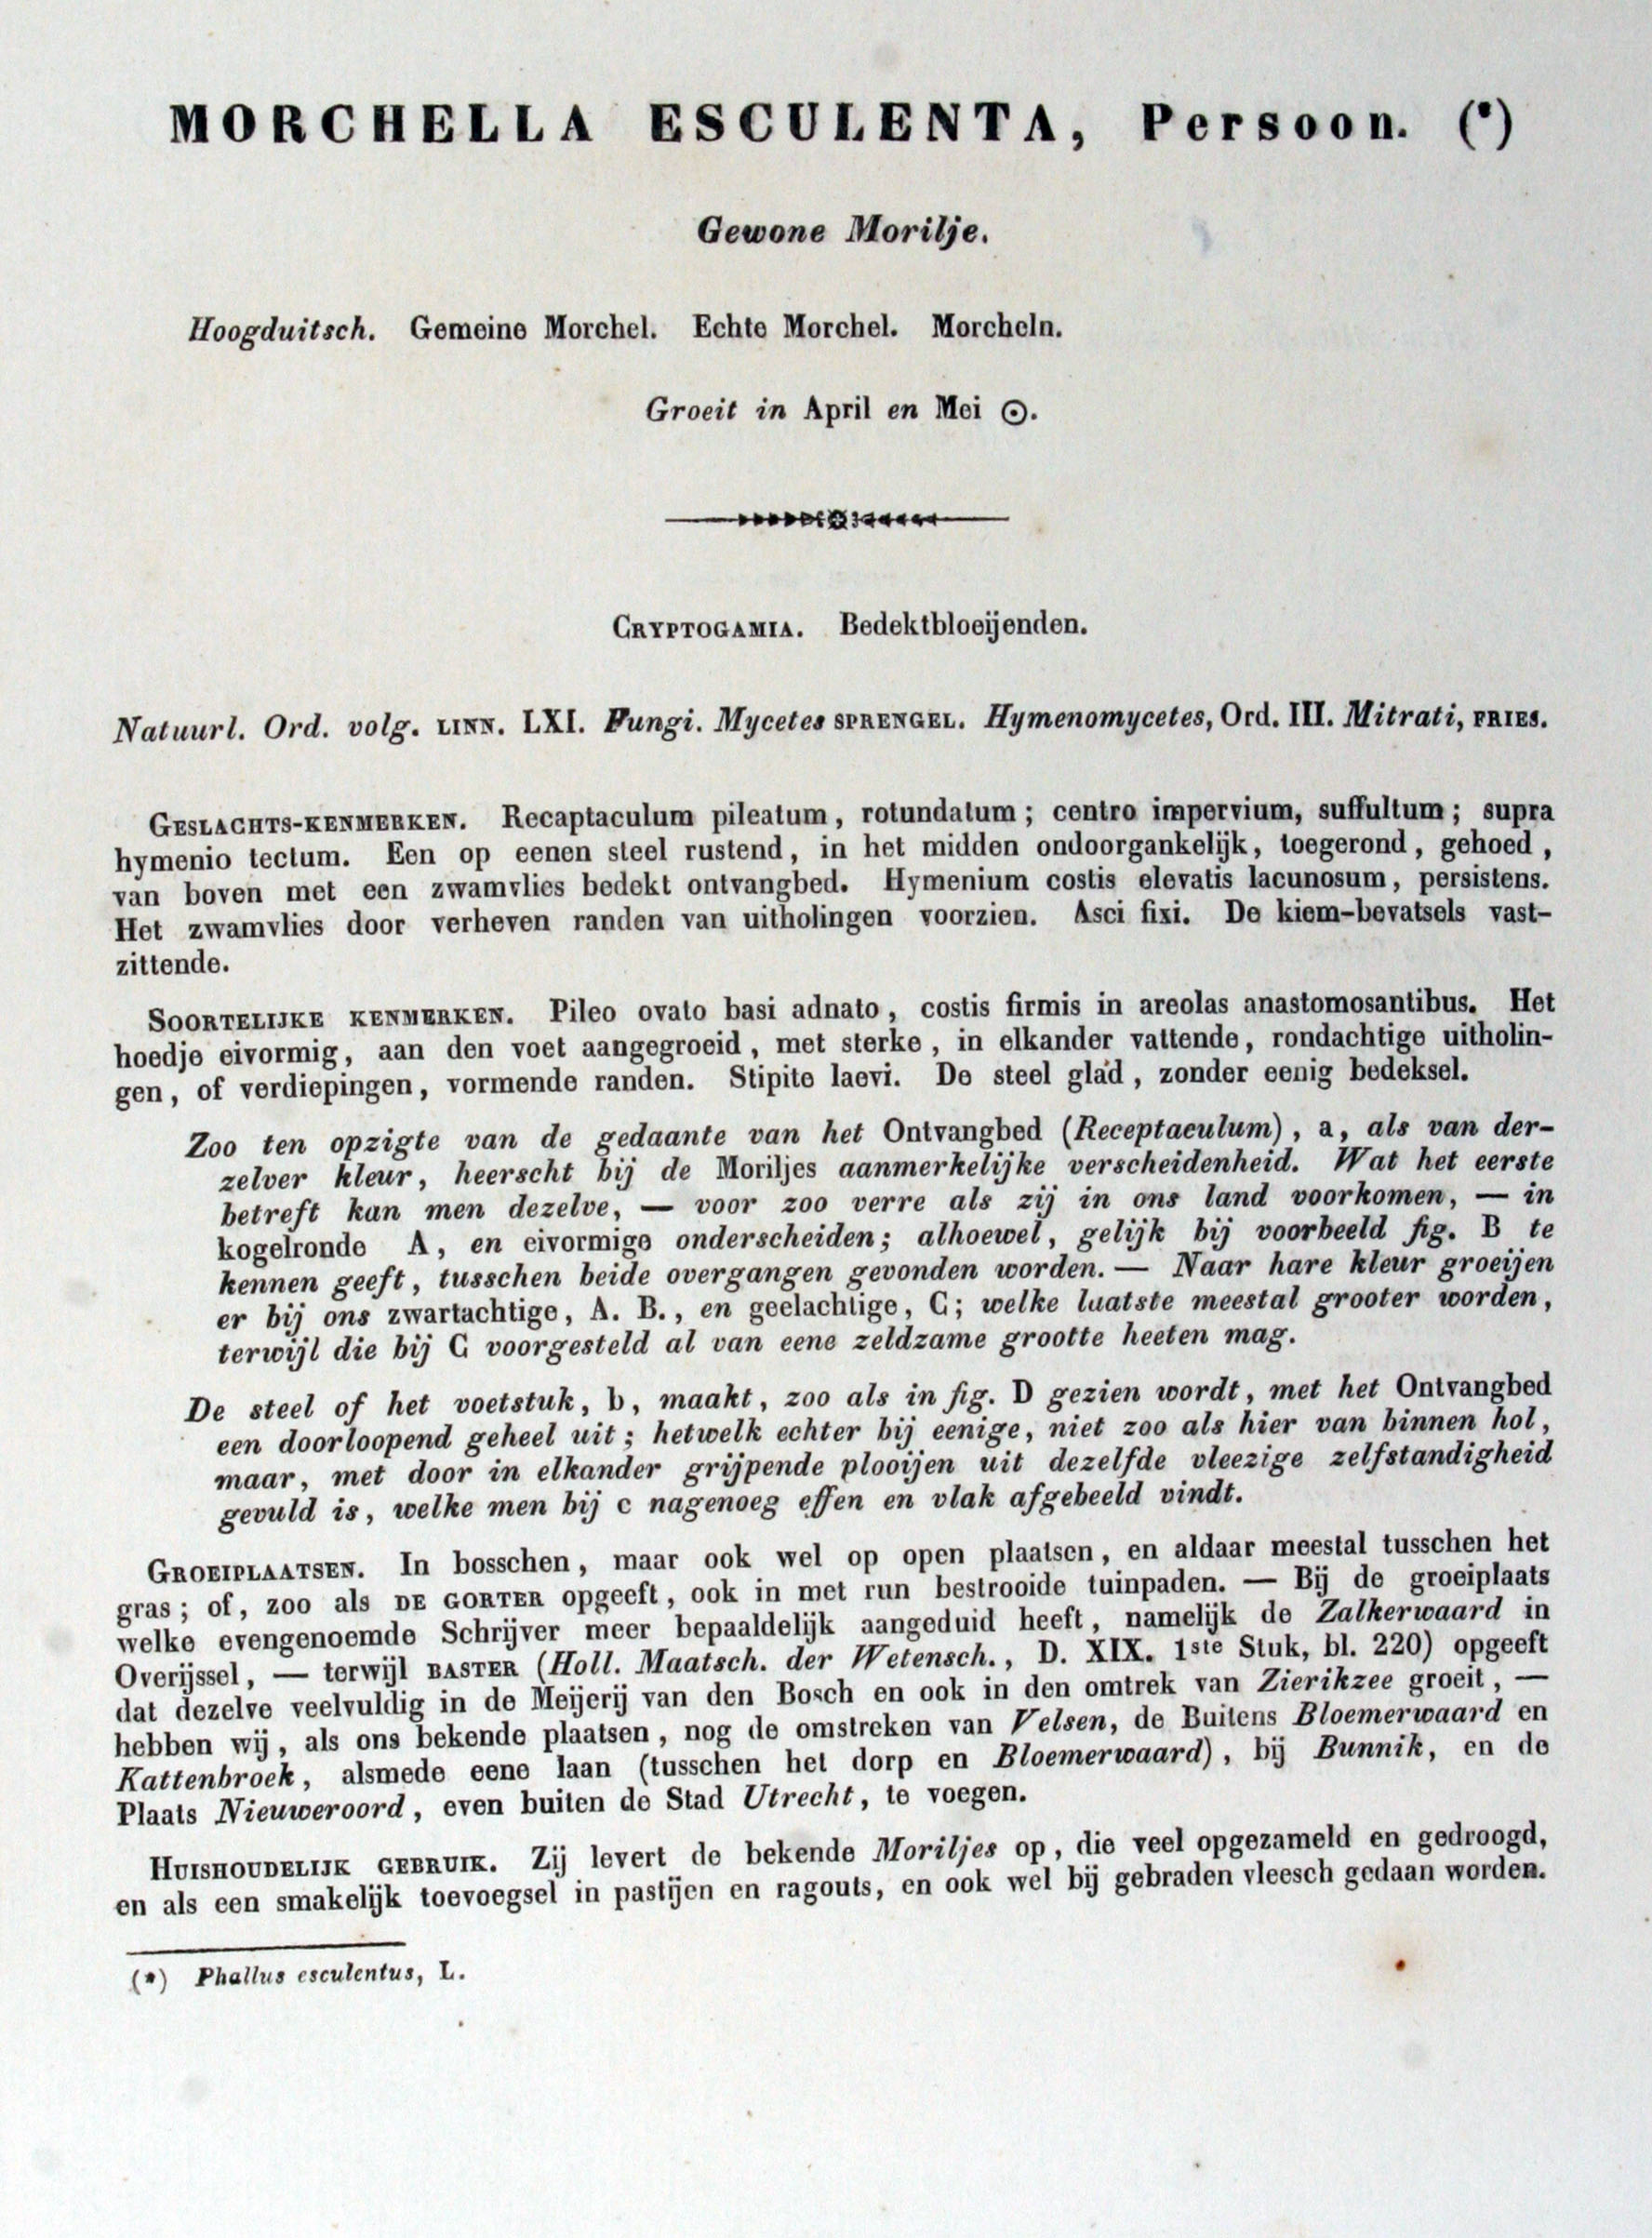 MORCHELLA ESCULENTA, Persoon. (*)
Gewone Morilje.
Hoogduitsch. Gemeine Morchel. Echte Morchel. Morcheln.
Groeit in April en Mei ⊙.
CRYPTOGAMIA. Bedektbloeijenden.
Natuurl. Ord. volg. LINN. LXI. Fungi. Mycetes SPRENGEL. Hymenomycetes, Ord. III. Mitrati, FRIES.
GESLACHTS-KENMERKEN. Recaptaculum pileatum, rotundatum; centro impervium, suffultum; supra
hymenio tectum. Een op eenen steel rustend, in het midden ondoorgankelijk, toegerond, gehoed,
van boven met een zwamvlies bedekt ontvangbed. Hymenium costis elevatis lacunosum, persistens.
Het zwamvlies door verheven randen van uitholingen voorzien. Asci fixi. De kiem-bevatsels vast-
zittende.
SOORTELIJKE KENMERKEN. Pileo ovato basi adnato, costis firmis in areolas anastomosantibus. Het
hoedje eivormig, aan den voet aangegroeid, met sterke, in elkander vattende, rondachtige uitholin-
gen, of verdiepingen, vormende randen. Stipite laevi. De steel glad, zonder eenig bedeksel.
Zoo ten opzigte van de gedaante van het Ontvangbed (Receptaculum), a, als van der-
zelver kleur, heerscht bij de Moriljes aanmerkelijke verscheidenheid. Wat het eerste
betreft kan men dezelve, — voor zoo verre als zij in ons land voorkomen, — in
kogelronde A, en eivormige onderscheiden; alhoewel, gelijk bij voorbeeld fig. B te
kennen geeft, tusschen beide overgangen gevonden worden. — Naar hare kleur groeijen
er bij ons zwartachtige, A. B., en geelachtige, C; welke laatste meestal grooter worden,
terwijl die bij C voorgesteld al van eene zeldzame grootte heeten mag.
De steel of het voetstuk, b, maakt, zoo als in fig. D gezien wordt, met het Ontvangbed
een doorloopend geheel uit; hetwelk echter bij eenige, niet zoo als hier van binnen hol,
maar, met door in elkander grijpende plooijen uit dezelfde vleezige zelfstandigheid
gevuld is, welke men bij c nagenoeg effen en vlak afgebeeld vindt.
GROEIPLAATSEN. In bosschen, maar ook wel op open plaatsen, en aldaar meestal tusschen het
gras; of, zoo als DE GORTER opgeeft, ook in met run bestrooide tuinpaden. — Bij de groeiplaats
welke evengenoemde Schrijver meer bepaaldelijk aangeduid heeft, namelijk de Zalkerwaard in
Overijssel, — terwijl BASTER (Holl. Maatsch. der Wetensch., D. XIX. 1ste Stuk, bl. 220) opgeeft
dat dezelve veelvuldig in de Meijerij van den Bosch en ook in den omtrek van Zierikzee groeit, —
hebben wij, als ons bekende plaatsen, nog de omstreken van Velsen, de Buitens Bloemerwaard en
Kattenbroek, alsmede eene laan (tusschen het dorp en Bloemerwaard), bij Bunnik, en de
Plaats Nieuweroord, even buiten de Stad Utrecht, te voegen.
HUISHOUDELIJK GEBRUIK. Zij levert de bekende Moriljes op, die veel opgezameld en gedroogd,
en als een smakelijk toevoegsel in pastijen en ragouts, en ook wel bij gebraden vleesch gedaan worden.
(*) Phallus esculentus, L.